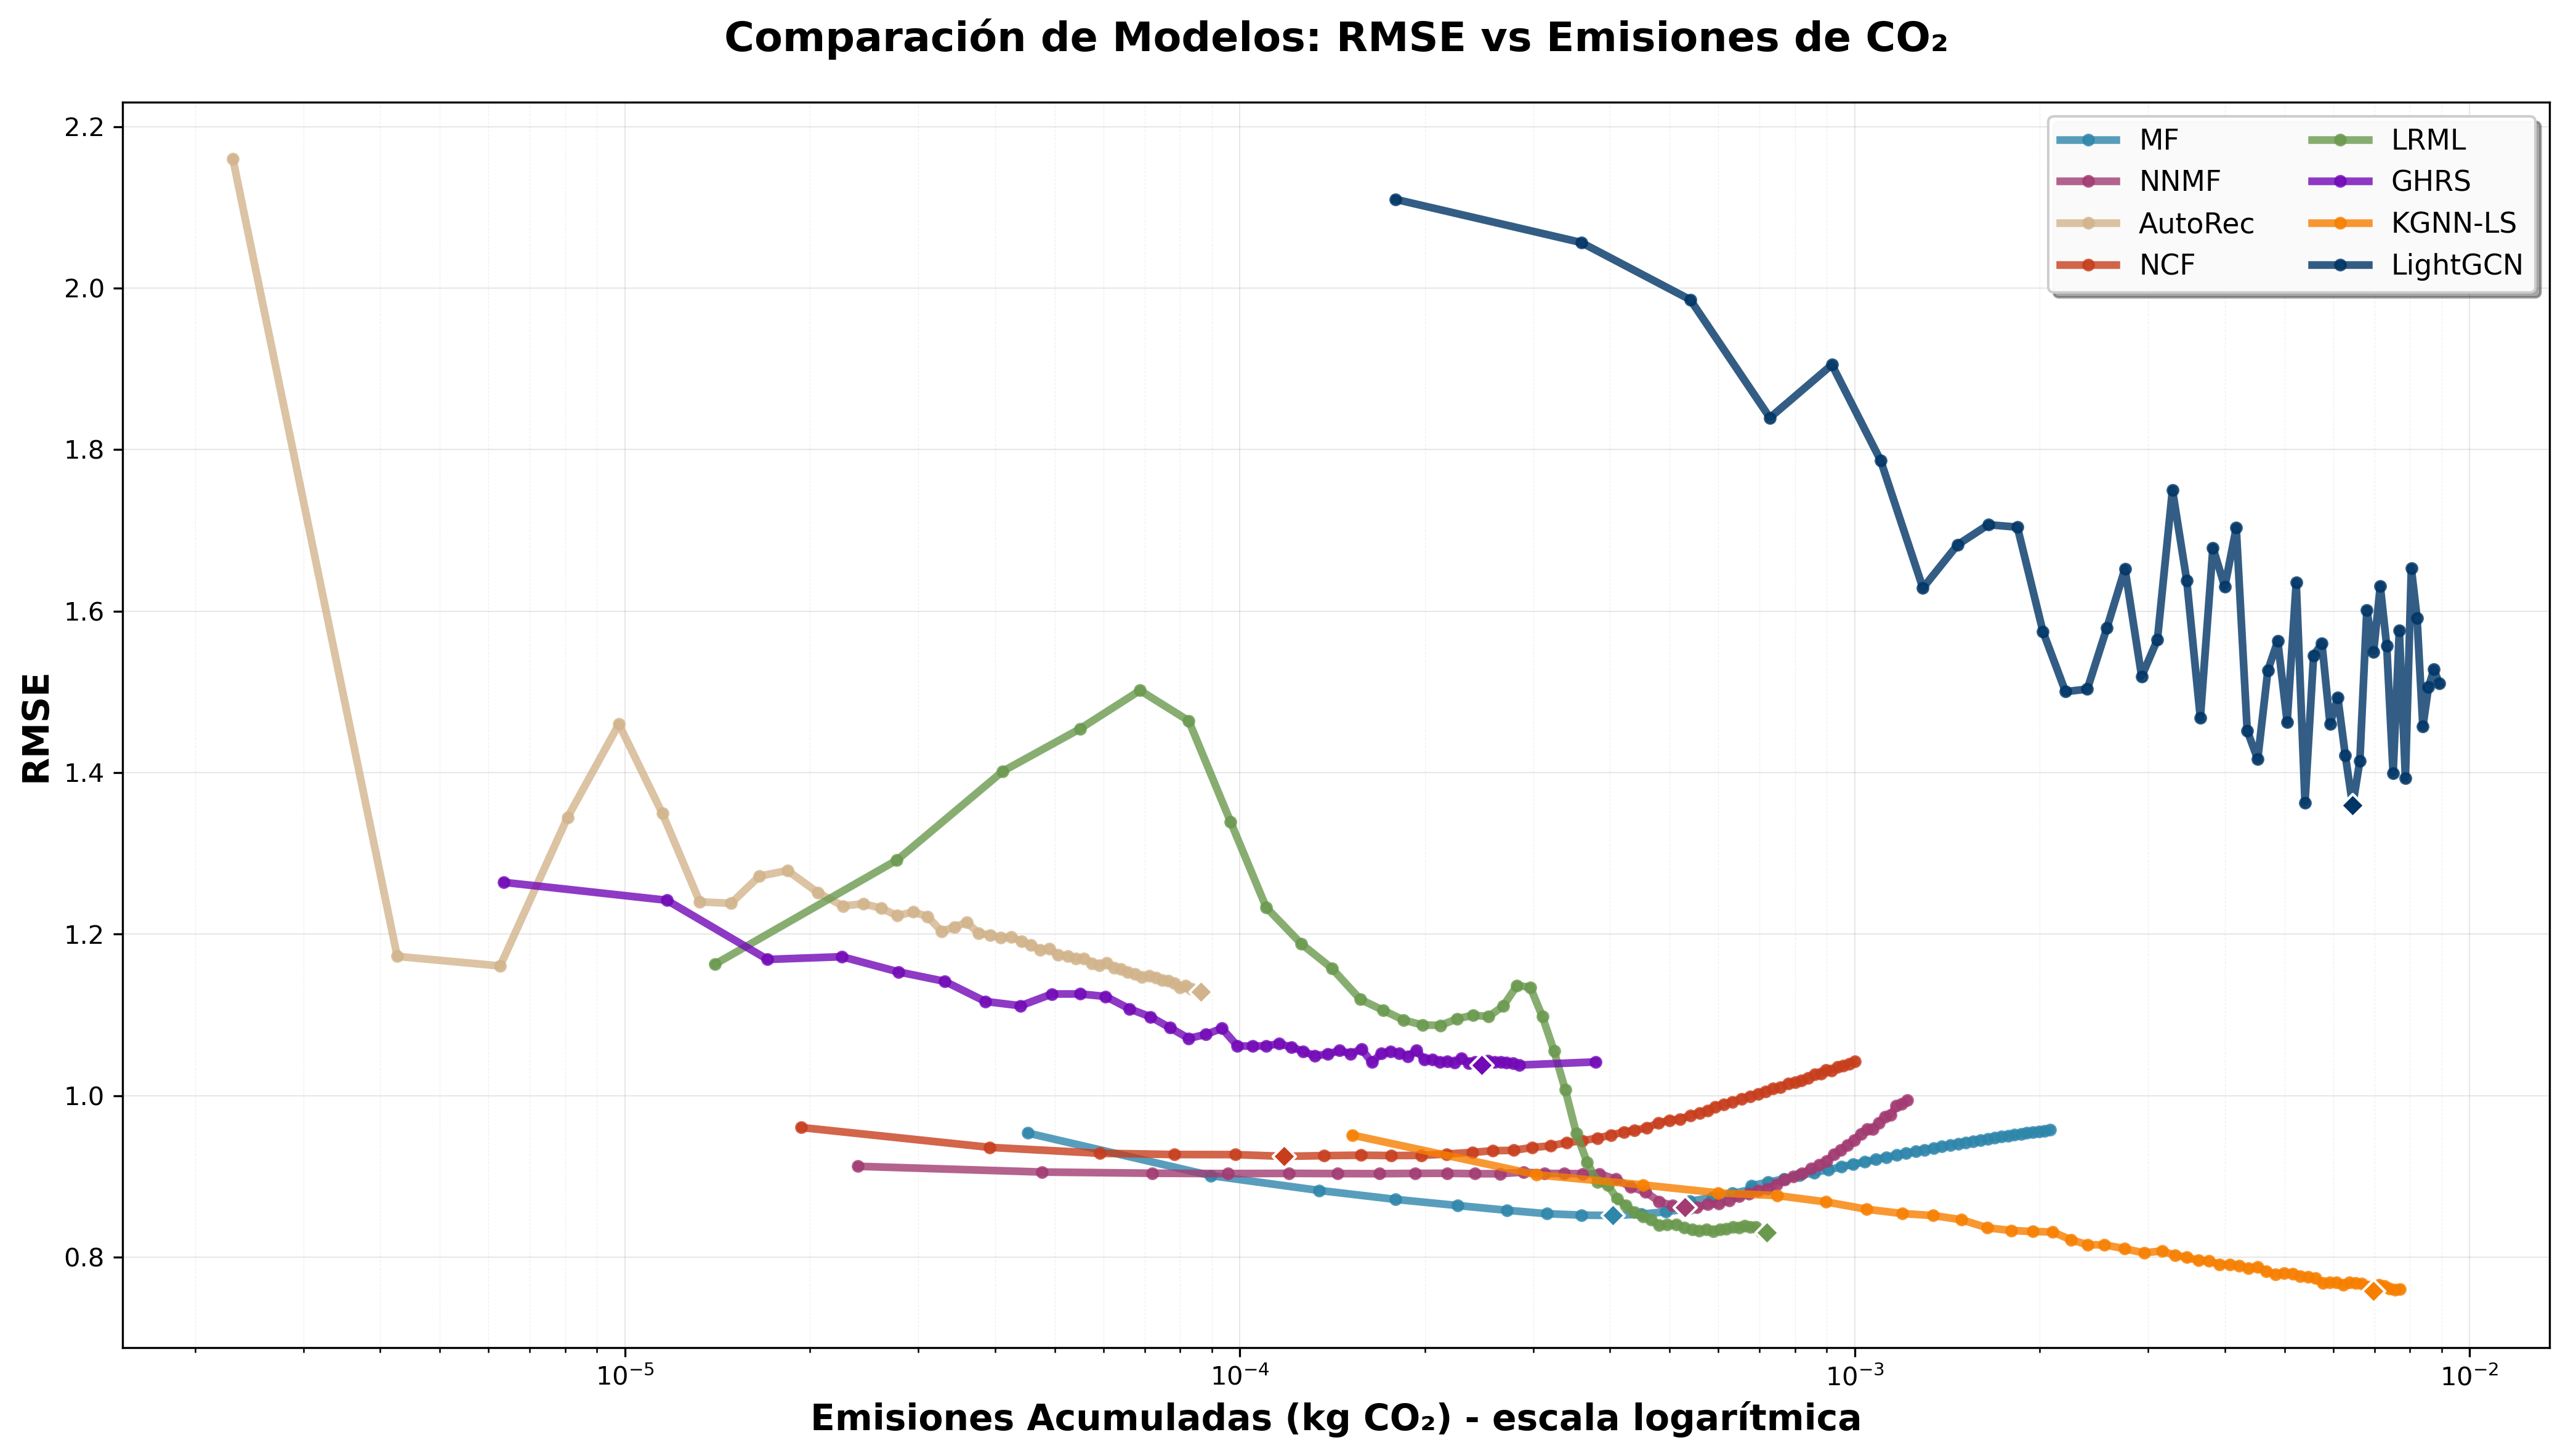 Comparación de Modelos: RMSE vs Emisiones de CO₂
MF
NNMF
AutoRec
NCF
LRML
GHRS
KGNN-LS
LightGCN
RMSE
2.2
2.0
1.8
1.6
1.4
1.2
1.0
0.8
10⁻⁵
10⁻⁴
10⁻³
10⁻²
Emisiones Acumuladas (kg CO₂) - escala logarítmica